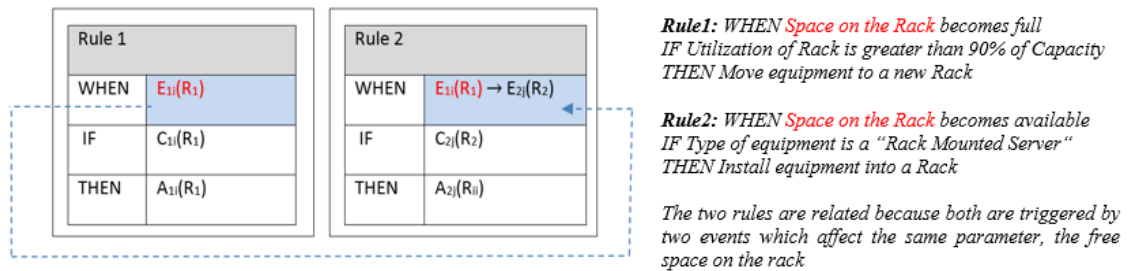 Rule 1
WHEN E1i(R1)
IF C1i(R1)
THEN A1i(R1)
Rule 2
WHEN E1i(R1) → E2j(R2)
IF C2j(R2)
THEN A2j(Rii)
Rule1: WHEN Space on the Rack becomes full
IF Utilization of Rack is greater than 90% of Capacity
THEN Move equipment to a new Rack
Rule2: WHEN Space on the Rack becomes available
IF Type of equipment is a “Rack Mounted Server“
THEN Install equipment into a Rack
The two rules are related because both are triggered by
two events which affect the same parameter, the free
space on the rack